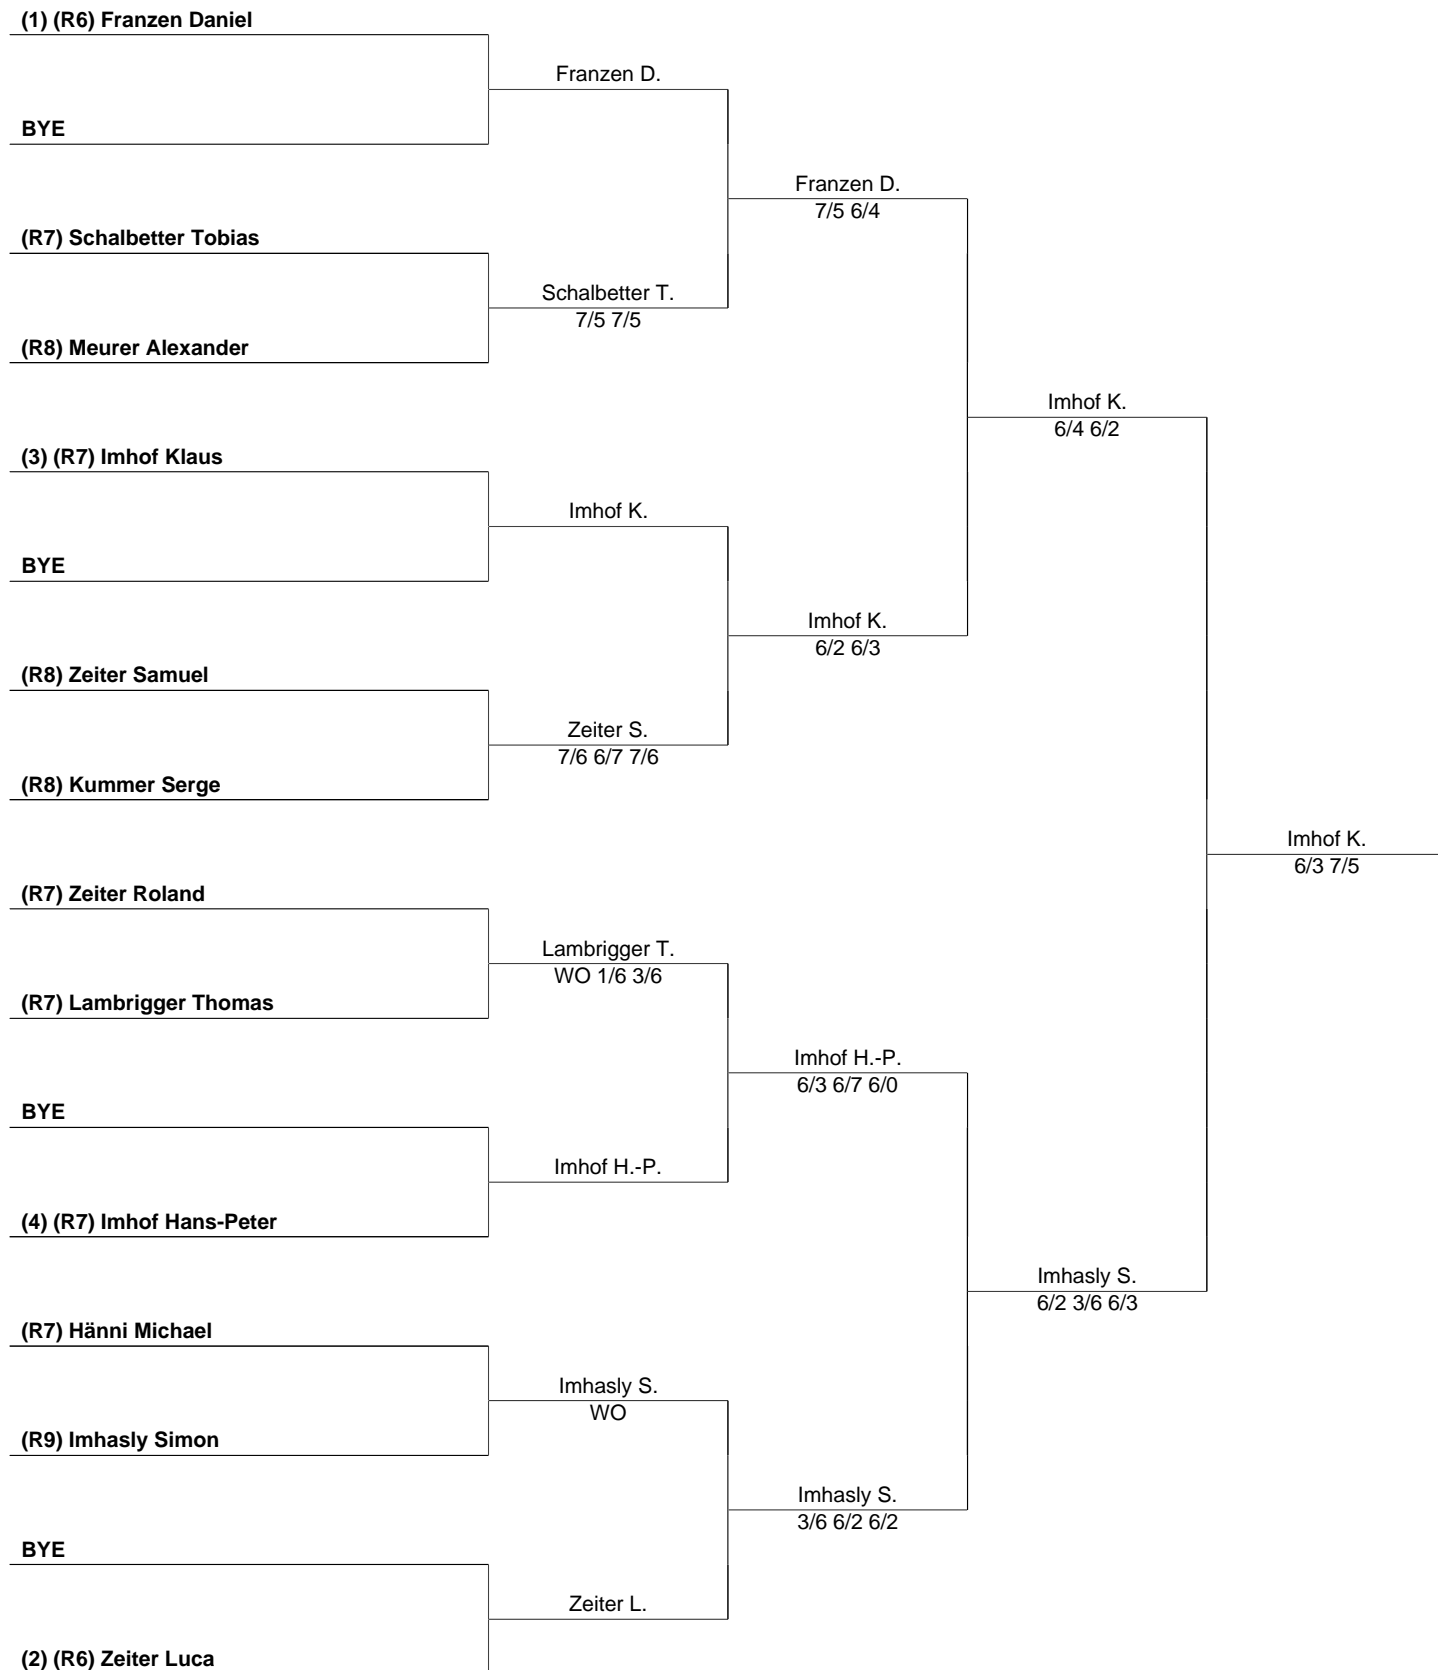 (1) (R6) Franzen Daniel
Franzen D.
BYE
Franzen D.
7/5 6/4
(R7) Schalbetter Tobias
Schalbetter T.
7/5 7/5
(R8) Meurer Alexander
Imhof K.
6/4 6/2
(3) (R7) Imhof Klaus
Imhof K.
BYE
Imhof K.
6/2 6/3
(R8) Zeiter Samuel
Zeiter S.
7/6 6/7 7/6
(R8) Kummer Serge
Imhof K.
6/3 7/5
(R7) Zeiter Roland
Lambrigger T.
WO 1/6 3/6
(R7) Lambrigger Thomas
Imhof H.-P.
6/3 6/7 6/0
BYE
Imhof H.-P.
(4) (R7) Imhof Hans-Peter
Imhasly S.
6/2 3/6 6/3
(R7) Hänni Michael
Imhasly S.
WO
(R9) Imhasly Simon
Imhasly S.
3/6 6/2 6/2
BYE
Zeiter L.
(2) (R6) Zeiter Luca